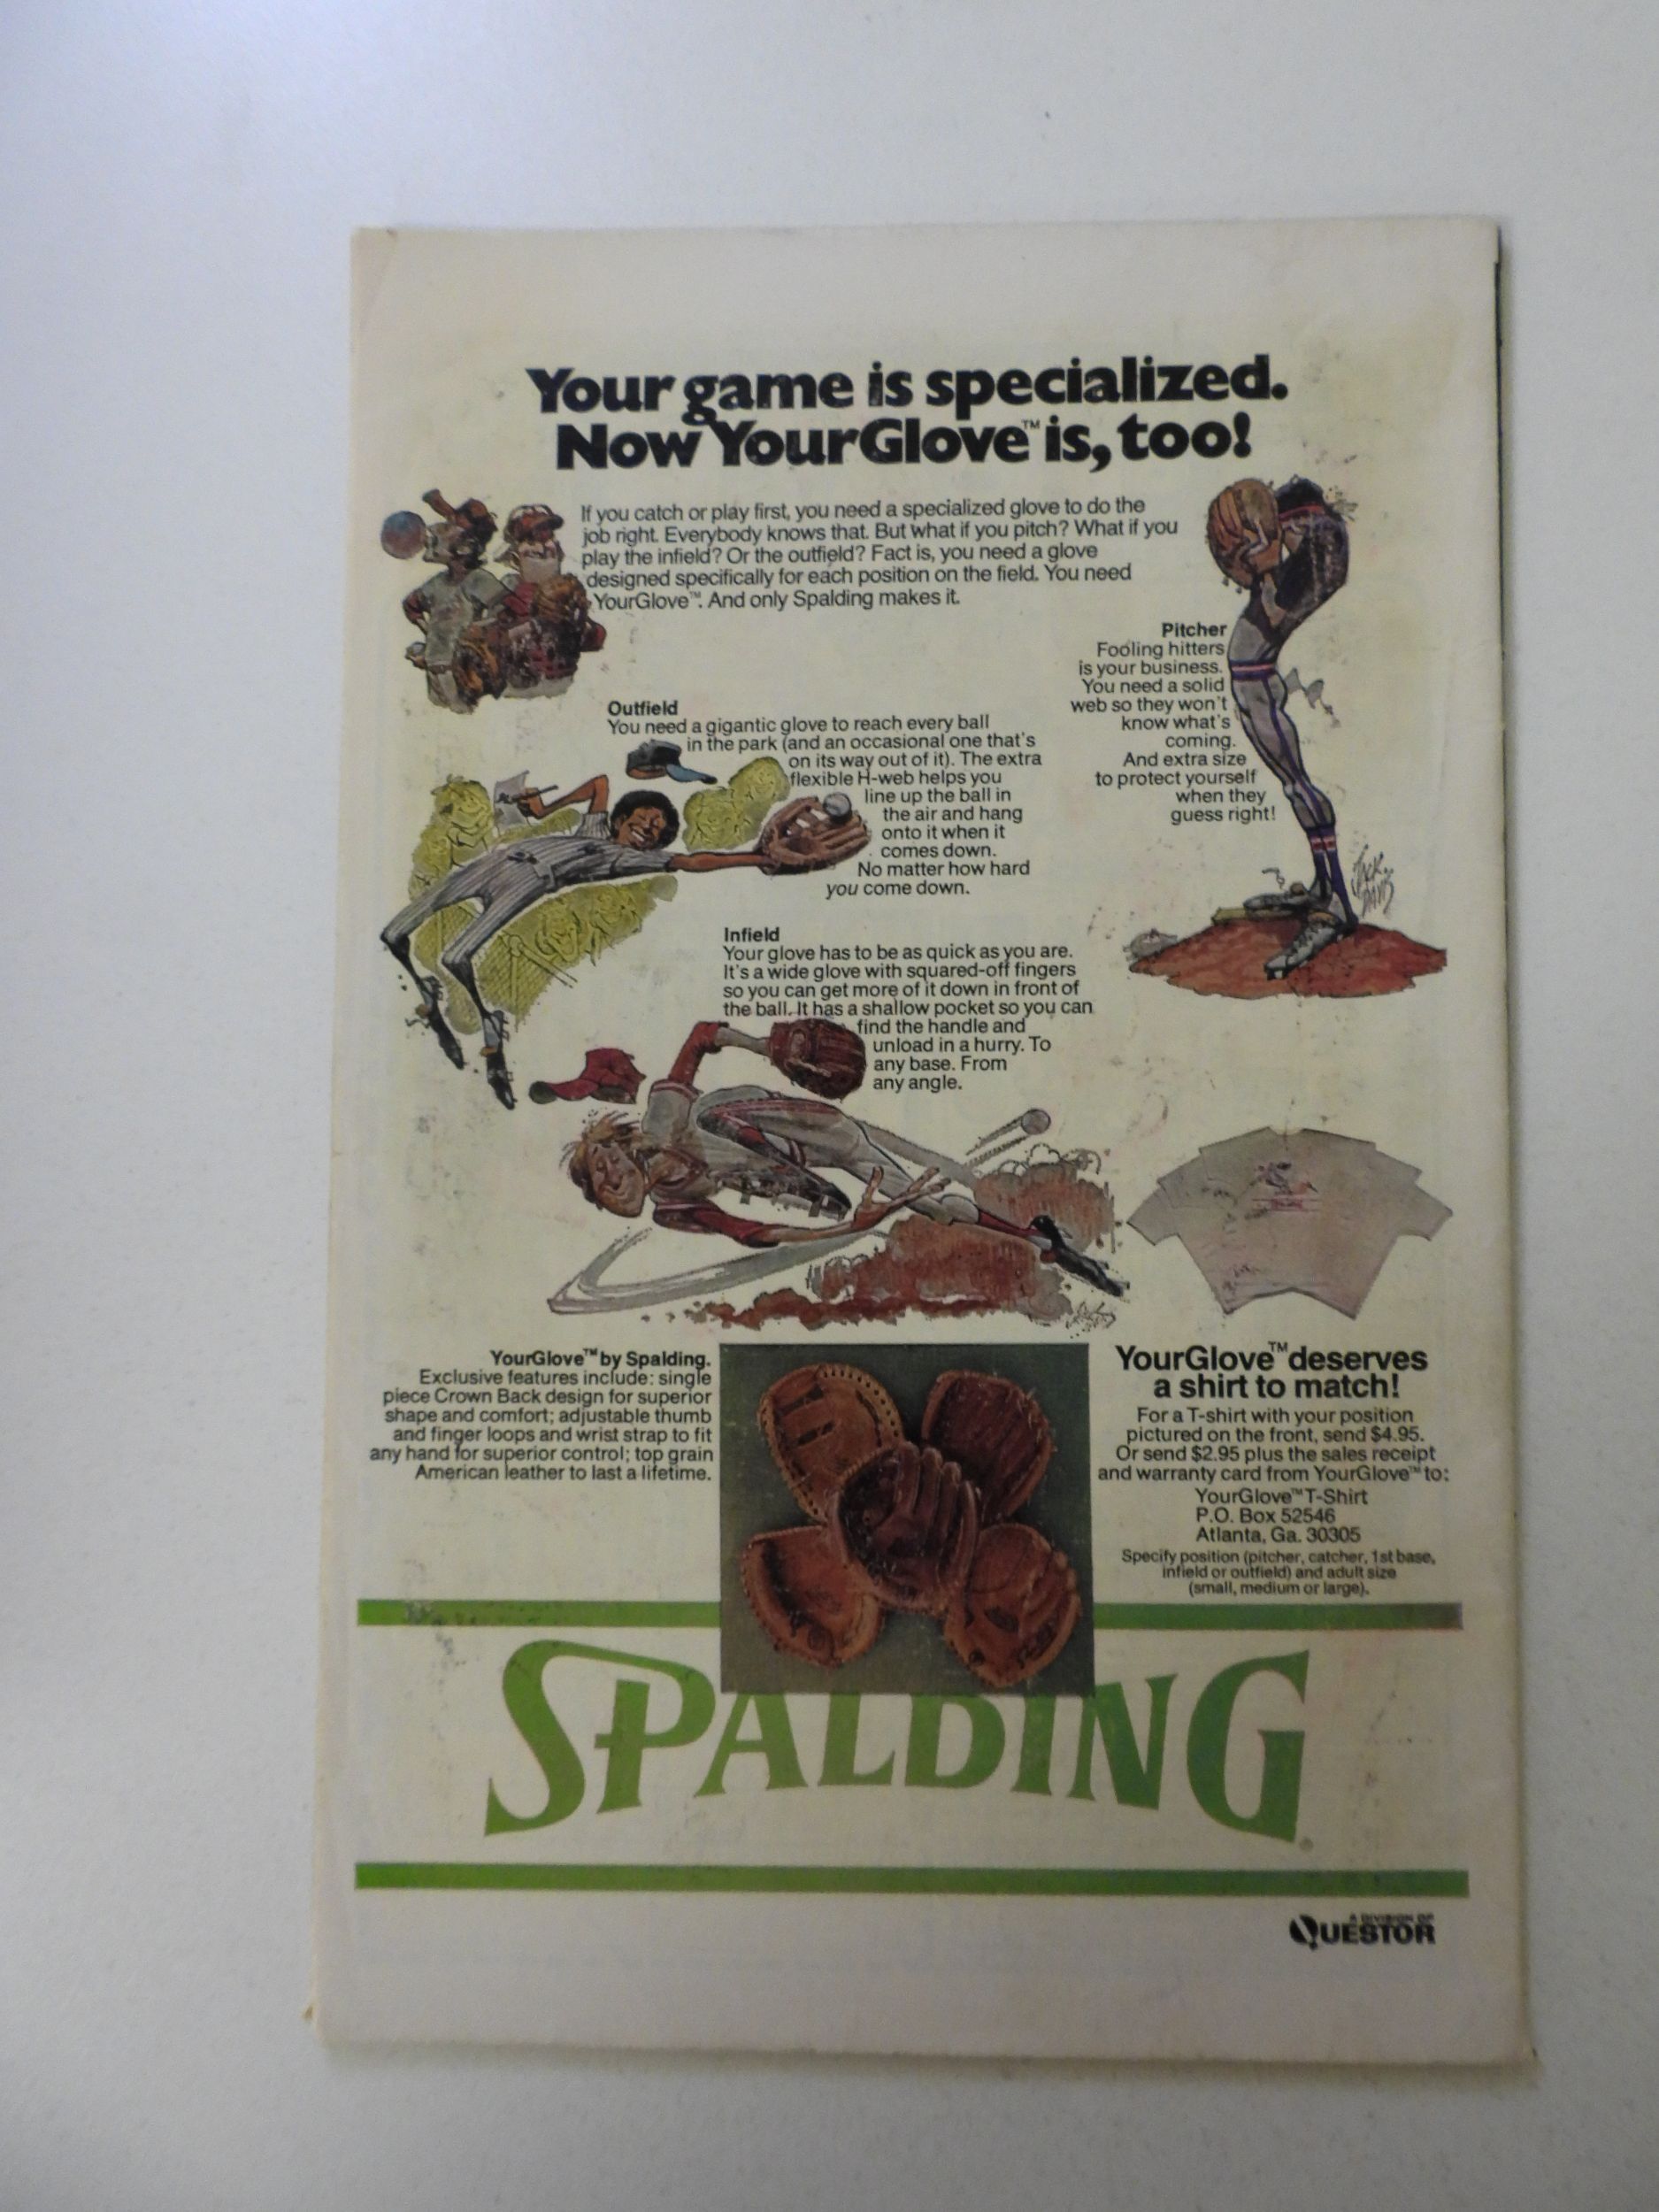 Your game is specialized.
Now YourGlove™ is, too!
If you catch or play first, you need a specialized glove to do the
job right. Everybody knows that. But what if you pitch? What if you
play the infield? Or the outfield? Fact is, you need a glove
designed specifically for each position on the field. You need
YourGlove™. And only Spalding makes it.
Pitcher
Fooling hitters
is your business.
You need a solid
web so they won't
know what's
coming.
And extra size
to protect yourself
when they
guess right!
JACK
DAVIS
Outfield
You need a gigantic glove to reach every ball
in the park (and an occasional one that's
on its way out of it). The extra
flexible H-web helps you
line up the ball in
the air and hang
onto it when it
comes down.
No matter how hard
you come down.
Infield
Your glove has to be as quick as you are.
It's a wide glove with squared-off fingers
so you can get more of it down in front of
the ball. It has a shallow pocket so you can
find the handle and
unload in a hurry. To
any base. From
any angle.
YourGlove™ by Spalding.
Exclusive features include: single
piece Crown Back design for superior
shape and comfort; adjustable thumb
and finger loops and wrist strap to fit
any hand for superior control; top grain
American leather to last a lifetime.
YourGlove™ deserves
a shirt to match!
For a T-shirt with your position
pictured on the front, send $4.95.
Or send $2.95 plus the sales receipt
and warranty card from YourGlove™ to:
YourGlove™ T-Shirt
P.O. Box 52546
Atlanta, Ga. 30305
Specify position (pitcher, catcher, 1st base,
infield or outfield) and adult size
(small, medium or large).
SPALDING®
A DIVISION OF
QUESTOR